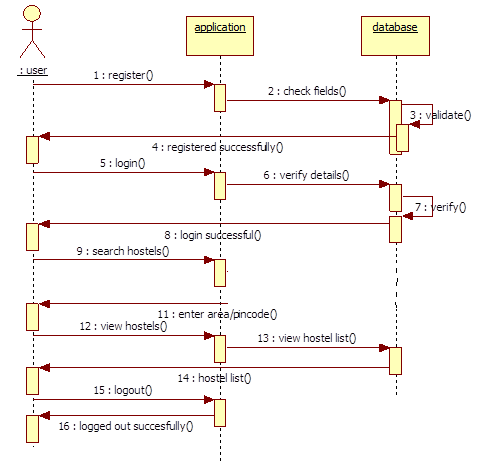 application
database
: user
1 : register()
2 : check fields()
3 : validate()
4 : registered successfully()
5 : login()
6 : verify details()
7 : verify()
8 : login successful()
9 : search hostels()
11 : enter area/pincode()
12 : view hostels()
13 : view hostel list()
14 : hostel list()
15 : logout()
16 : logged out succesfully()